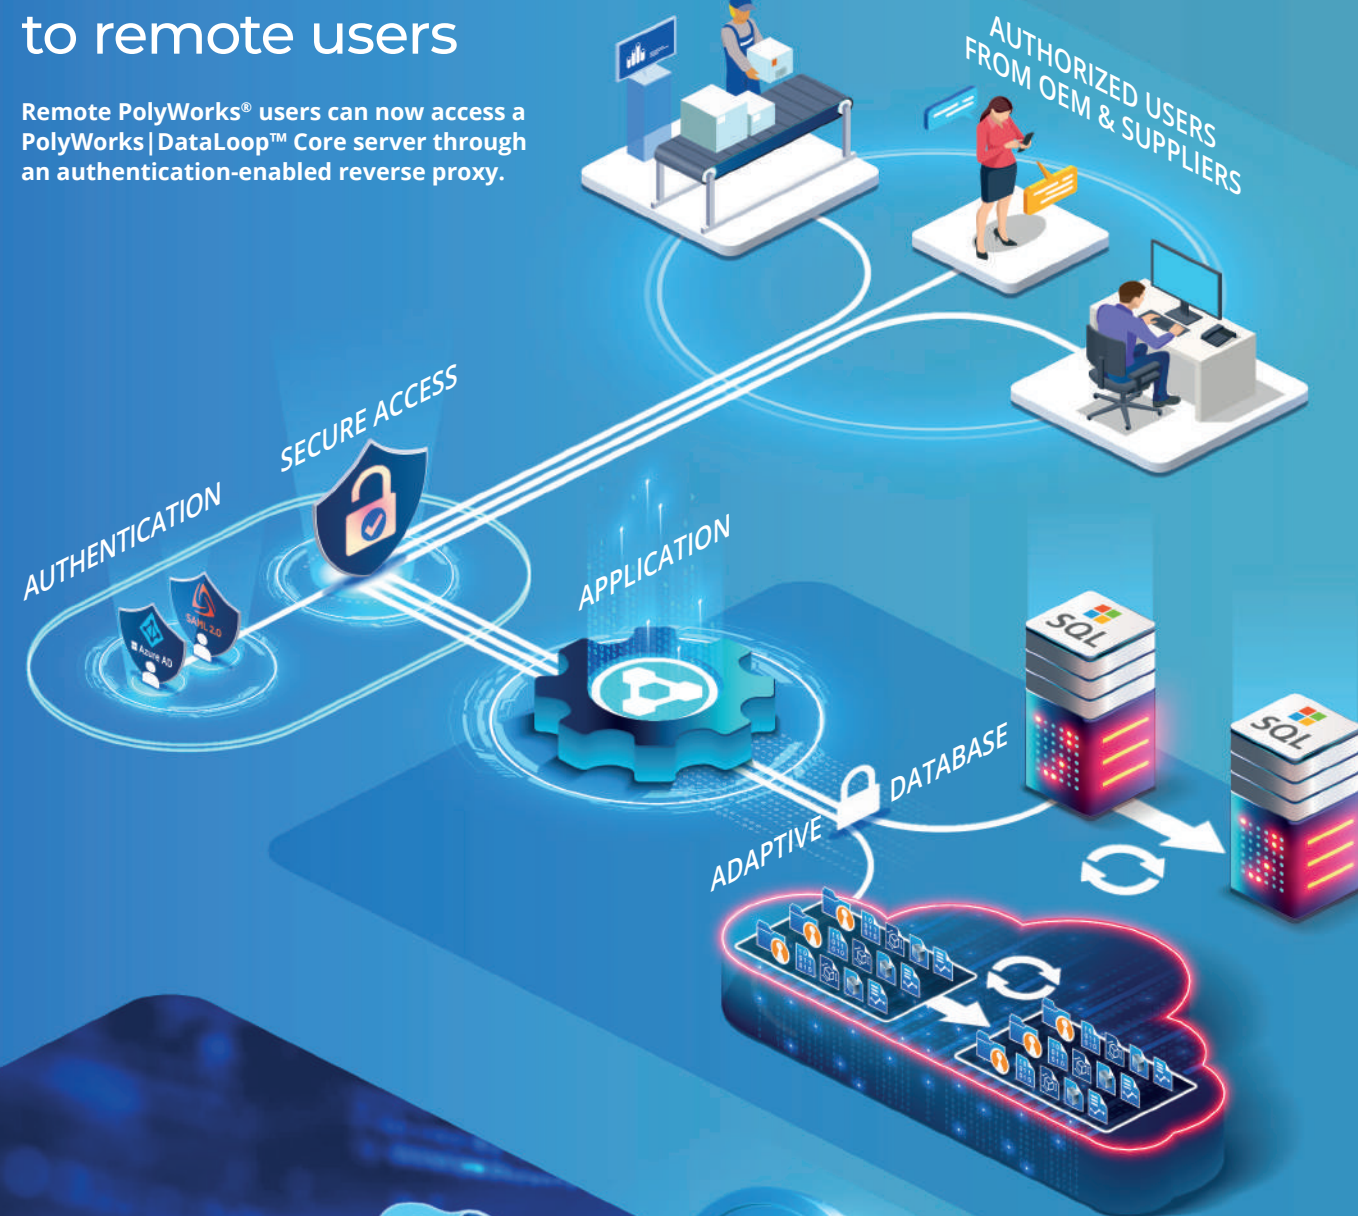 to remote users
Remote PolyWorks® users can now access a
PolyWorks|DataLoop™ Core server through
an authentication-enabled reverse proxy.
AUTHORIZED USERS
FROM OEM & SUPPLIERS
SECURE ACCESS
AUTHENTICATION
SAML 2.0
Azure AD
APPLICATION
SQL
SQL
DATABASE
ADAPTIVE